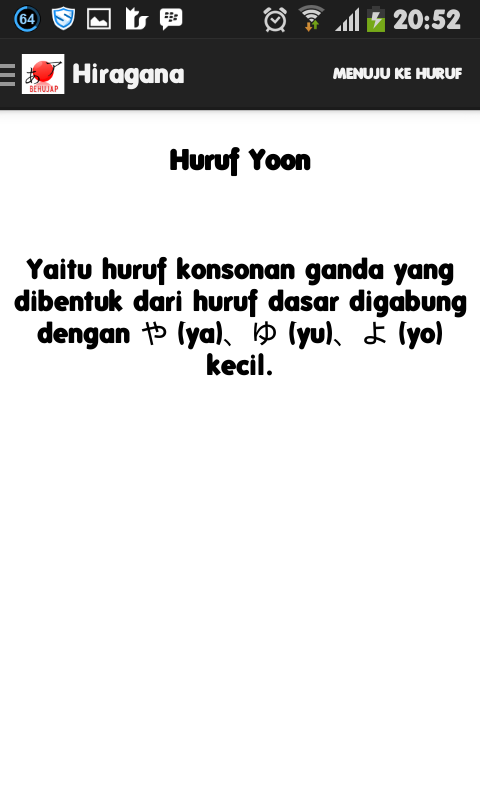 64 20:52
BEHUJAP Hiragana MENUJU KE HURUF
Huruf Yoon
Yaitu huruf konsonan ganda yang
dibentuk dari huruf dasar digabung
dengan や (ya)、ゆ (yu)、よ (yo)
kecil.